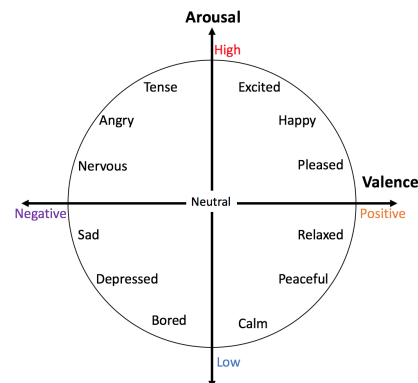 Arousal
High
Tense
Excited
Angry
Happy
Nervous
Pleased
Valence
Neutral
Negative
Positive
Sad
Relaxed
Depressed
Peaceful
Bored
Calm
Low